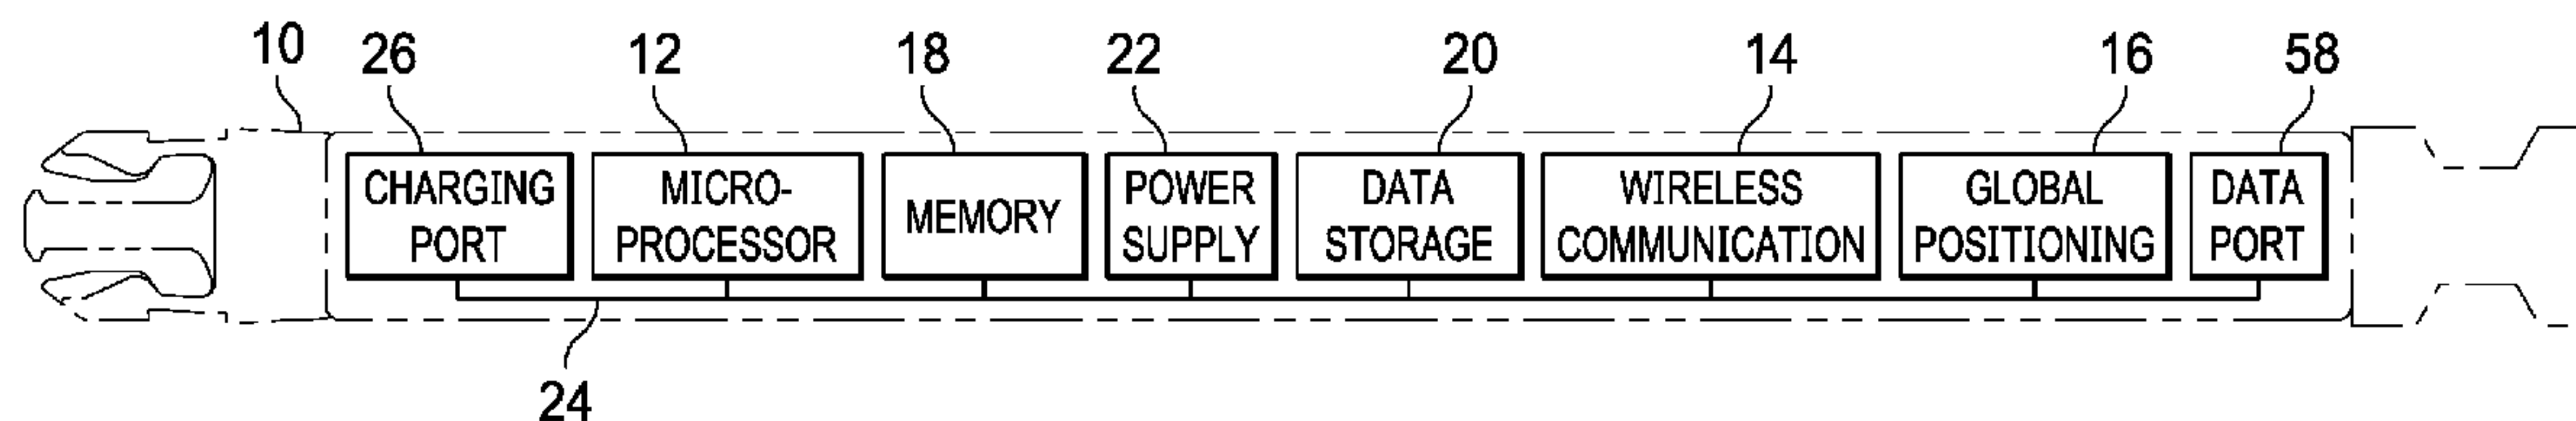 10 26 12 18 22 20 14 16 58
CHARGING MICRO- POWER DATA WIRELESS GLOBAL DATA
MEMORY
PORT PROCESSOR SUPPLY STORAGE COMMUNICATION POSITIONING PORT
24